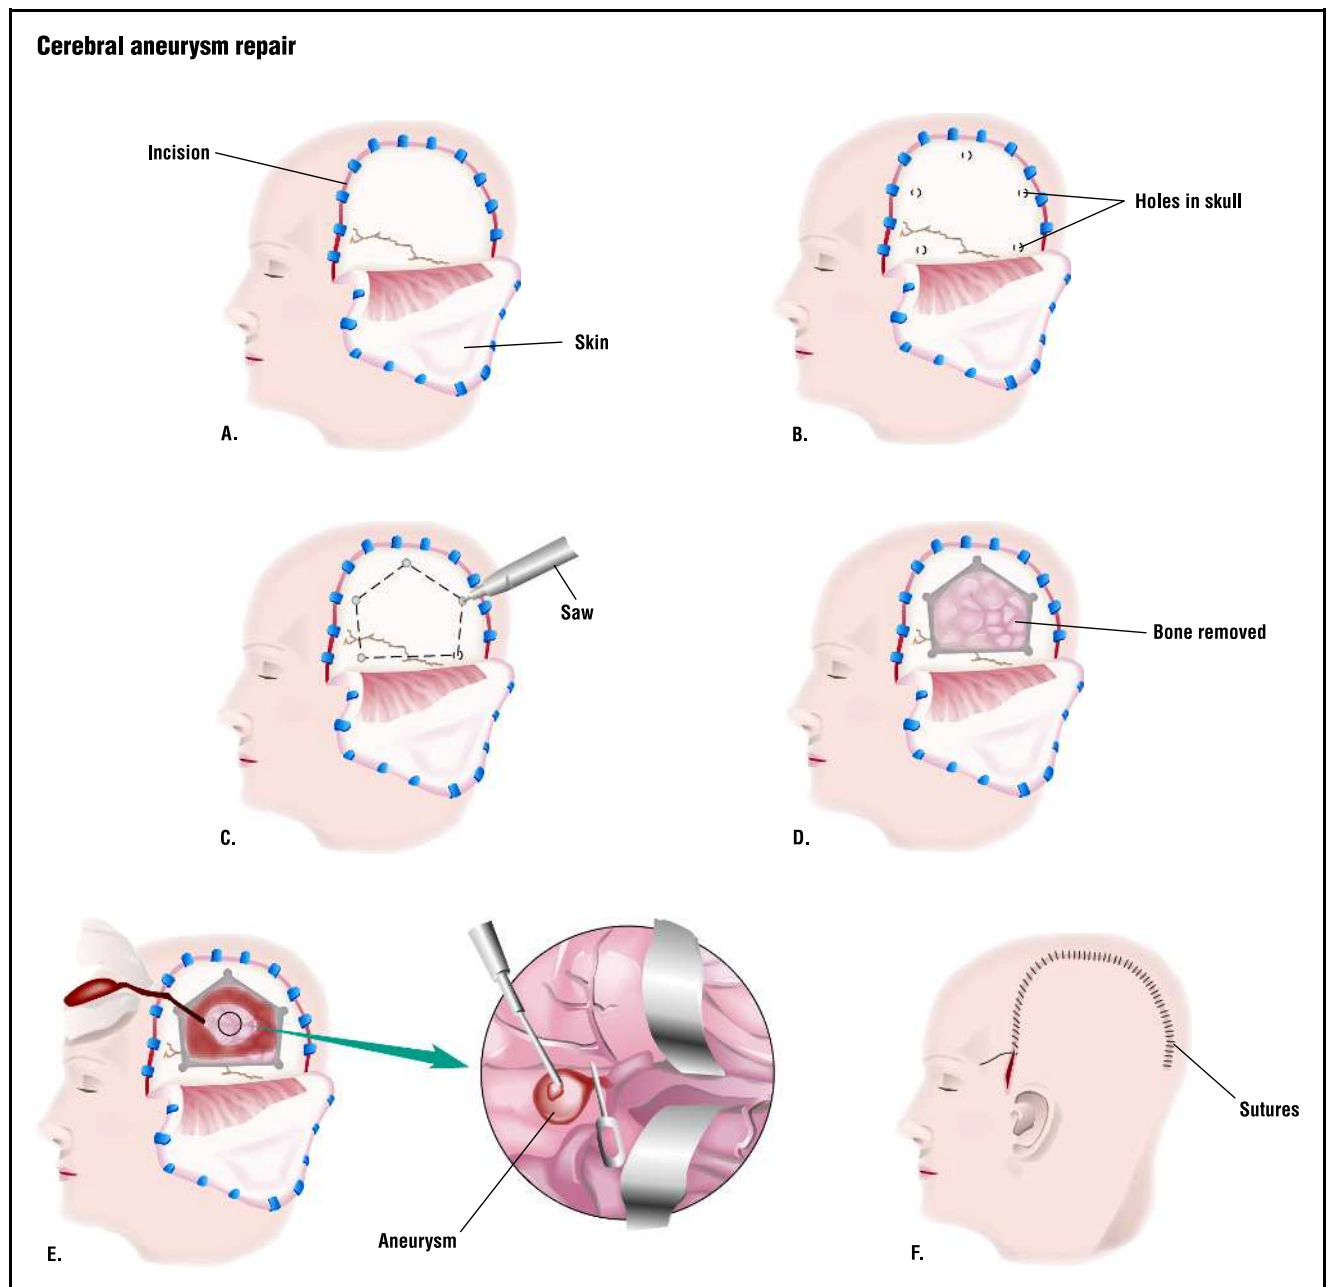 Cerebral aneurysm repair
Incision
Skin
A.
Holes in skull
B.
Saw
C.
Bone removed
D.
Aneurysm
E.
Sutures
F.